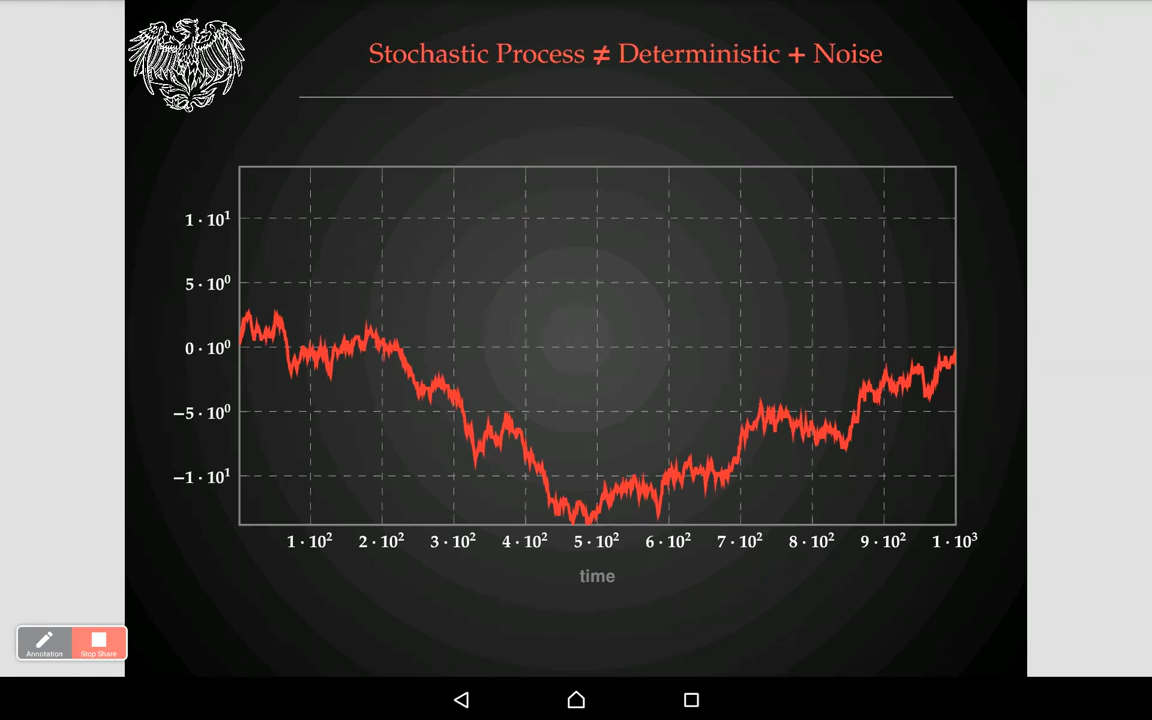 Stochastic Process ≠ Deterministic + Noise
1 · 10¹
5 · 10⁰
0 · 10⁰
−5 · 10⁰
−1 · 10¹
1 · 10² 2 · 10² 3 · 10² 4 · 10² 5 · 10² 6 · 10² 7 · 10² 8 · 10² 9 · 10² 1 · 10³
time
Annotation Stop Share